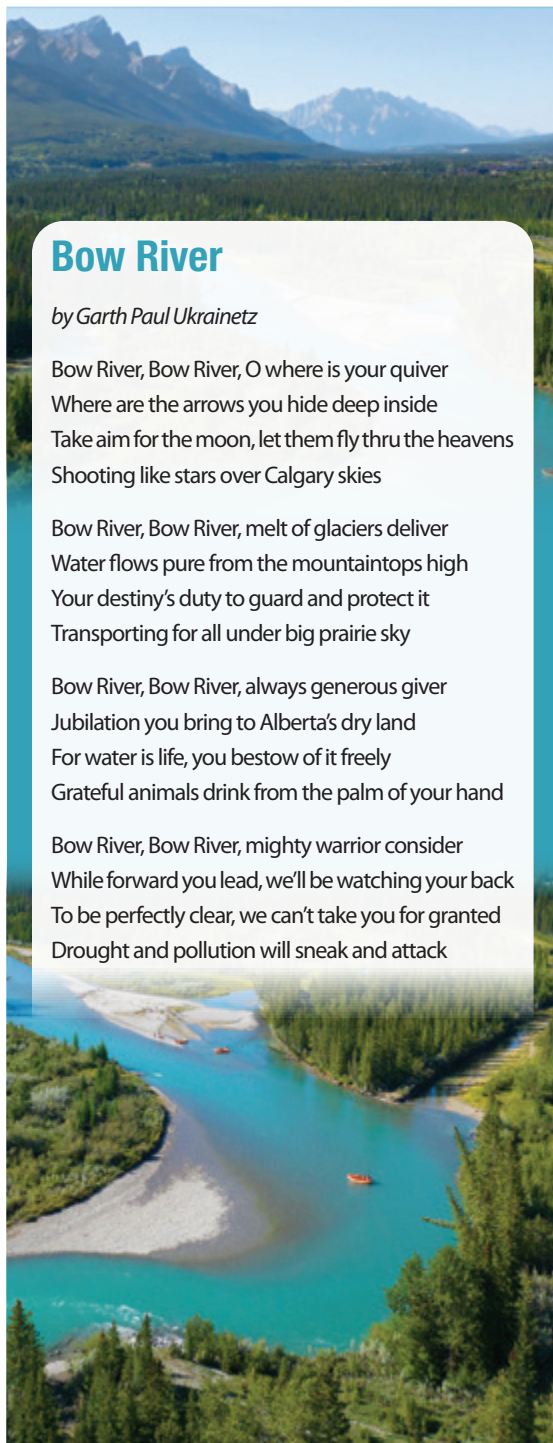 Bow River
by Garth Paul Ukrainetz
Bow River, Bow River, O where is your quiver
Where are the arrows you hide deep inside
Take aim for the moon, let them fly thru the heavens
Shooting like stars over Calgary skies
Bow River, Bow River, melt of glaciers deliver
Water flows pure from the mountaintops high
Your destiny’s duty to guard and protect it
Transporting for all under big prairie sky
Bow River, Bow River, always generous giver
Jubilation you bring to Alberta’s dry land
For water is life, you bestow of it freely
Grateful animals drink from the palm of your hand
Bow River, Bow River, mighty warrior consider
While forward you lead, we’ll be watching your back
To be perfectly clear, we can’t take you for granted
Drought and pollution will sneak and attack